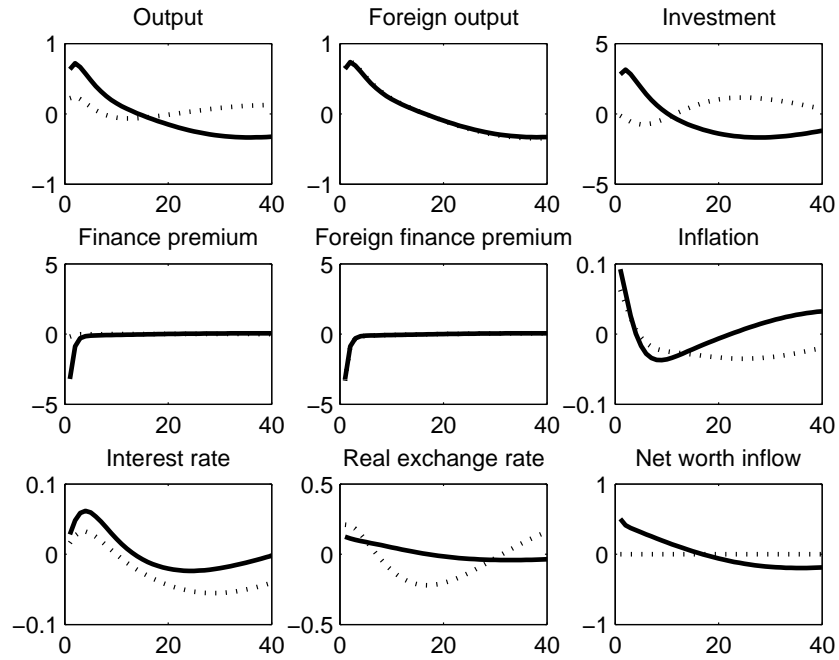 Output
1
0
−1
0 20 40
Foreign output
1
0
−1
0 20 40
Investment
5
0
−5
0 20 40
Finance premium
5
0
−5
0 20 40
Foreign finance premium
5
0
−5
0 20 40
Inflation
0.1
0
−0.1
0 20 40
Interest rate
0.1
0
−0.1
0 20 40
Real exchange rate
0.5
0
−0.5
0 20 40
Net worth inflow
1
0
−1
0 20 40